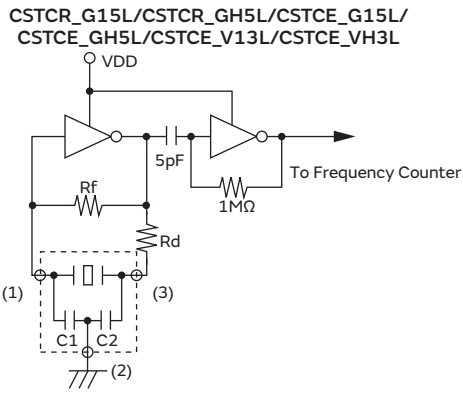 CSTCR_G15L/CSTCR_GH5L/CSTCE_G15L/
CSTCE_GH5L/CSTCE_V13L/CSTCE_VH3L
VDD
5pF
To Frequency Counter
Rf
1MΩ
Rd
(1)
(3)
C1
C2
(2)